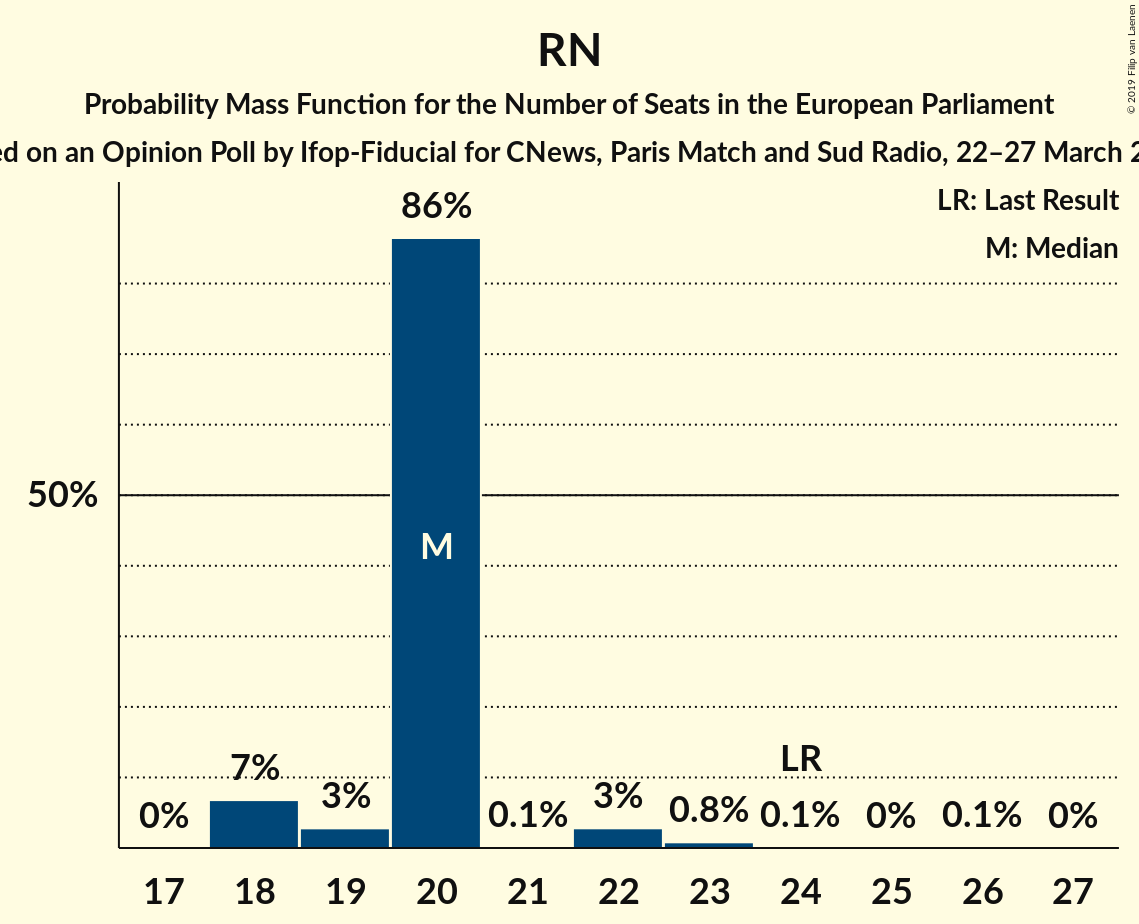 RN
Probability Mass Function for the Number of Seats in the European Parliament
on an Opinion Poll by Ifop-Fiducial for CNews, Paris Match and Sud Radio, 22–27 March
© 2019 Filip van Laenen
LR: Last Result
M: Median
86%
50%
M
7%
3%
LR
0%
0.1%
3%
0.8%
0.1%
0%
0.1%
0%
17 18 19 20 21 22 23 24 25 26 27